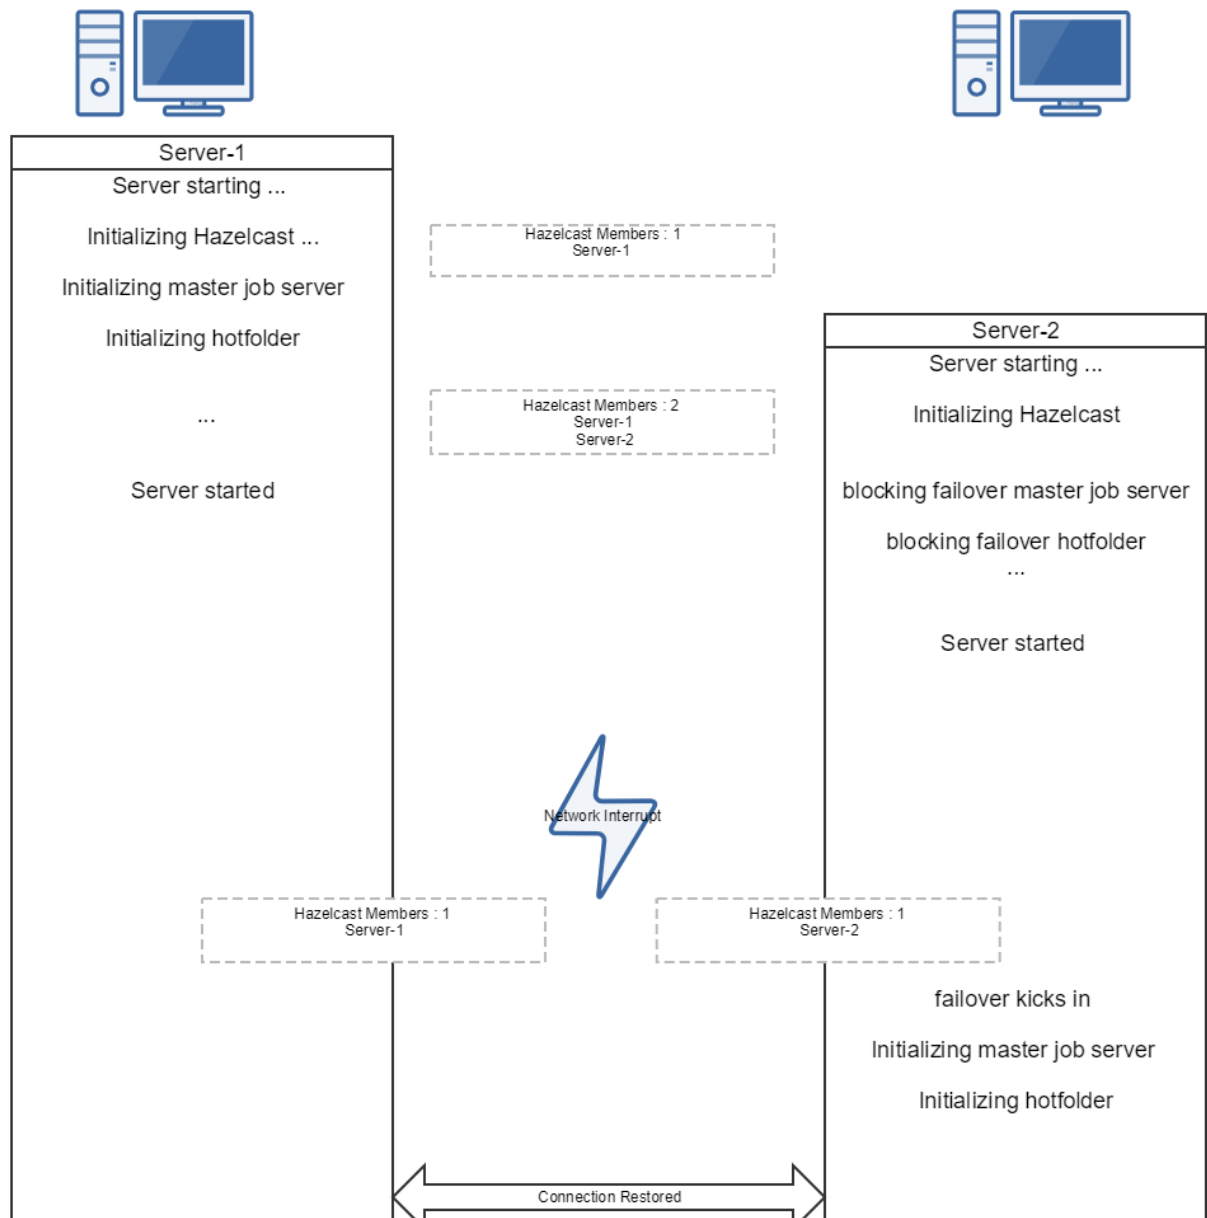 Server-1
Server starting ...
Initializing Hazelcast ...
Hazelcast Members : 1
Server-1
Initializing master job server
Initializing hotfolder
Server-2
Server starting ...
Hazelcast Members : 2
Server-1
Server-2
...
Initializing Hazelcast
Server started
blocking failover master job server
blocking failover hotfolder
...
Server started
Network Interrupt
Hazelcast Members : 1
Server-1
Hazelcast Members : 1
Server-2
failover kicks in
Initializing master job server
Initializing hotfolder
Connection Restored